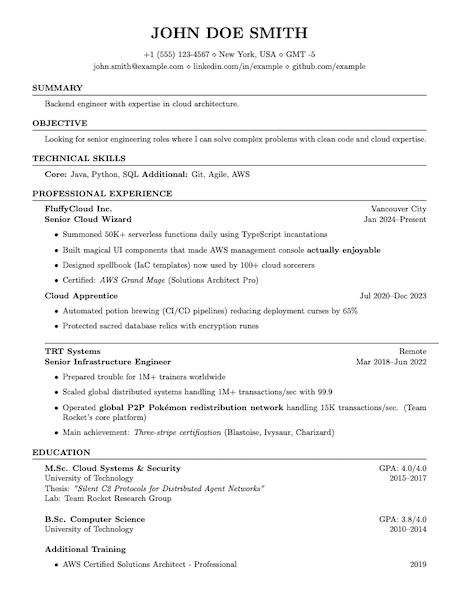 JOHN DOE SMITH
+1 (555) 123-4567 ⋄ New York, USA ⋄ GMT -5
john.smith@example.com ⋄ linkedin.com/in/example ⋄ github.com/example
SUMMARY
Backend engineer with expertise in cloud architecture.
OBJECTIVE
Looking for senior engineering roles where I can solve complex problems with clean code and cloud expertise.
TECHNICAL SKILLS
Core: Java, Python, SQL Additional: Git, Agile, AWS
PROFESSIONAL EXPERIENCE
FluffyCloud Inc. Vancouver City
Senior Cloud Wizard Jan 2024–Present
• Summoned 50K+ serverless functions daily using TypeScript incantations
• Built magical UI components that made AWS management console actually enjoyable
• Designed spellbook (IaC templates) now used by 100+ cloud sorcerers
• Certified: AWS Grand Mage (Solutions Architect Pro)
Cloud Apprentice Jul 2020–Dec 2023
• Automated potion brewing (CI/CD pipelines) reducing deployment curses by 65%
• Protected sacred database relics with encryption runes
TRT Systems Remote
Senior Infrastructure Engineer Mar 2018–Jun 2022
• Prepared trouble for 1M+ trainers worldwide
• Scaled global distributed systems handling 1M+ transactions/sec with 99.9
• Operated global P2P Pokémon redistribution network handling 15K transactions/sec. (Team
Rocket's core platform)
• Main achievement: Three-stripe certification (Blastoise, Ivysaur, Charizard)
EDUCATION
M.Sc. Cloud Systems & Security GPA: 4.0/4.0
University of Technology 2015–2017
Thesis: "Silent C2 Protocols for Distributed Agent Networks"
Lab: Team Rocket Research Group
B.Sc. Computer Science GPA: 3.8/4.0
University of Technology 2010–2014
Additional Training
• AWS Certified Solutions Architect - Professional 2019